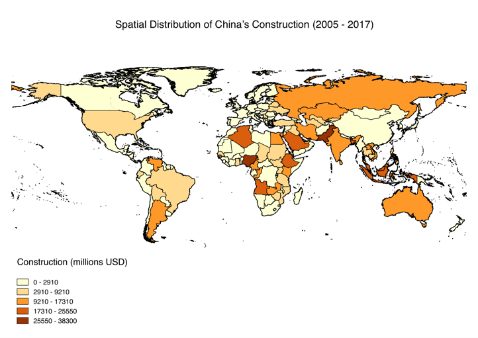 Spatial Distribution of China's Construction (2005 - 2017)
Construction (millions USD)
0 - 2910
2910 - 9210
9210 - 17310
17310 - 25550
25550 - 38300